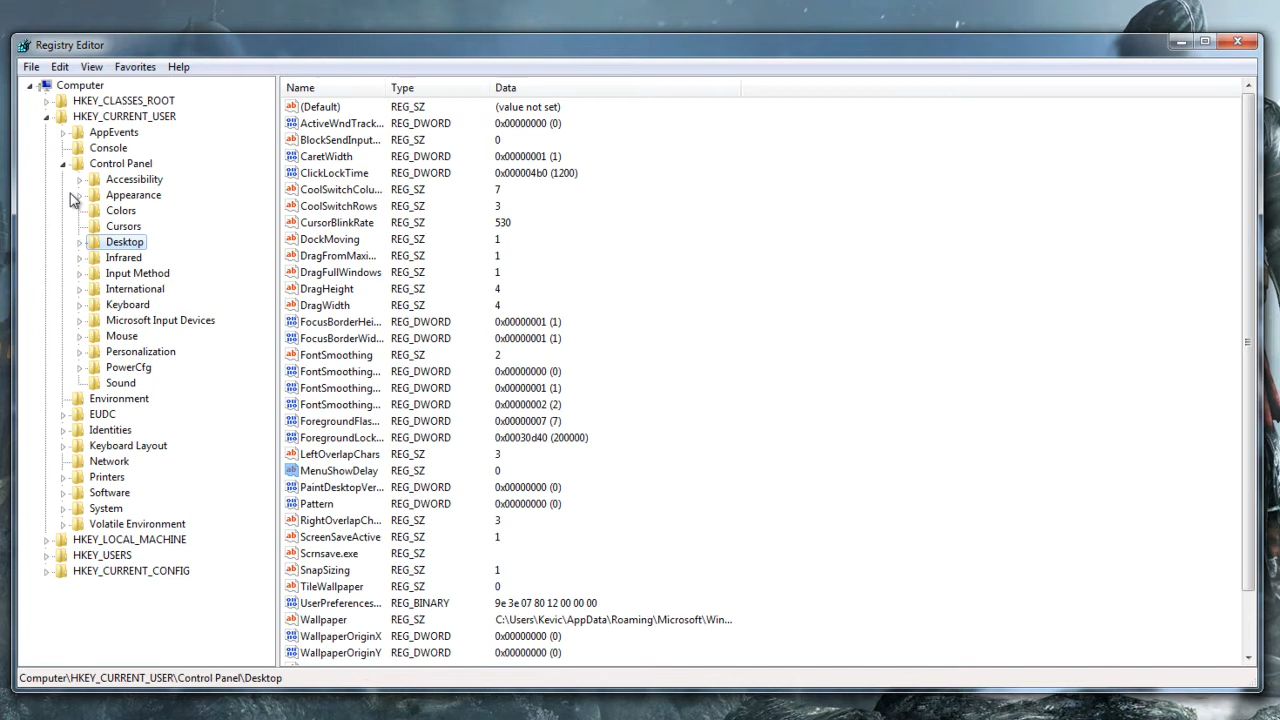 Registry Editor
File Edit View Favorites Help
Computer
HKEY_CLASSES_ROOT
HKEY_CURRENT_USER
AppEvents
Console
Control Panel
Accessibility
Appearance
Colors
Cursors
Desktop
Infrared
Input Method
International
Keyboard
Microsoft Input Devices
Mouse
Personalization
PowerCfg
Sound
Environment
EUDC
Identities
Keyboard Layout
Network
Printers
Software
System
Volatile Environment
HKEY_LOCAL_MACHINE
HKEY_USERS
HKEY_CURRENT_CONFIG
Name Type Data
(Default) REG_SZ (value not set)
ActiveWndTrack... REG_DWORD 0x00000000 (0)
BlockSendInput... REG_SZ 0
CaretWidth REG_DWORD 0x00000001 (1)
ClickLockTime REG_DWORD 0x000004b0 (1200)
CoolSwitchColu... REG_SZ 7
CoolSwitchRows REG_SZ 3
CursorBlinkRate REG_SZ 530
DockMoving REG_SZ 1
DragFromMaxi... REG_SZ 1
DragFullWindows REG_SZ 1
DragHeight REG_SZ 4
DragWidth REG_SZ 4
FocusBorderHei... REG_DWORD 0x00000001 (1)
FocusBorderWid... REG_DWORD 0x00000001 (1)
FontSmoothing REG_SZ 2
FontSmoothing... REG_DWORD 0x00000000 (0)
FontSmoothing... REG_DWORD 0x00000001 (1)
FontSmoothing... REG_DWORD 0x00000002 (2)
ForegroundFlas... REG_DWORD 0x00000007 (7)
ForegroundLock... REG_DWORD 0x00030d40 (200000)
LeftOverlapChars REG_SZ 3
MenuShowDelay REG_SZ 0
PaintDesktopVer... REG_DWORD 0x00000000 (0)
Pattern REG_DWORD 0x00000000 (0)
RightOverlapCh... REG_SZ 3
ScreenSaveActive REG_SZ 1
Scrnsave.exe REG_SZ
SnapSizing REG_SZ 1
TileWallpaper REG_SZ 0
UserPreferences... REG_BINARY 9e 3e 07 80 12 00 00 00
Wallpaper REG_SZ C:\Users\Kevic\AppData\Roaming\Microsoft\Win...
WallpaperOriginX REG_DWORD 0x00000000 (0)
WallpaperOriginY REG_DWORD 0x00000000 (0)
Computer\HKEY_CURRENT_USER\Control Panel\Desktop